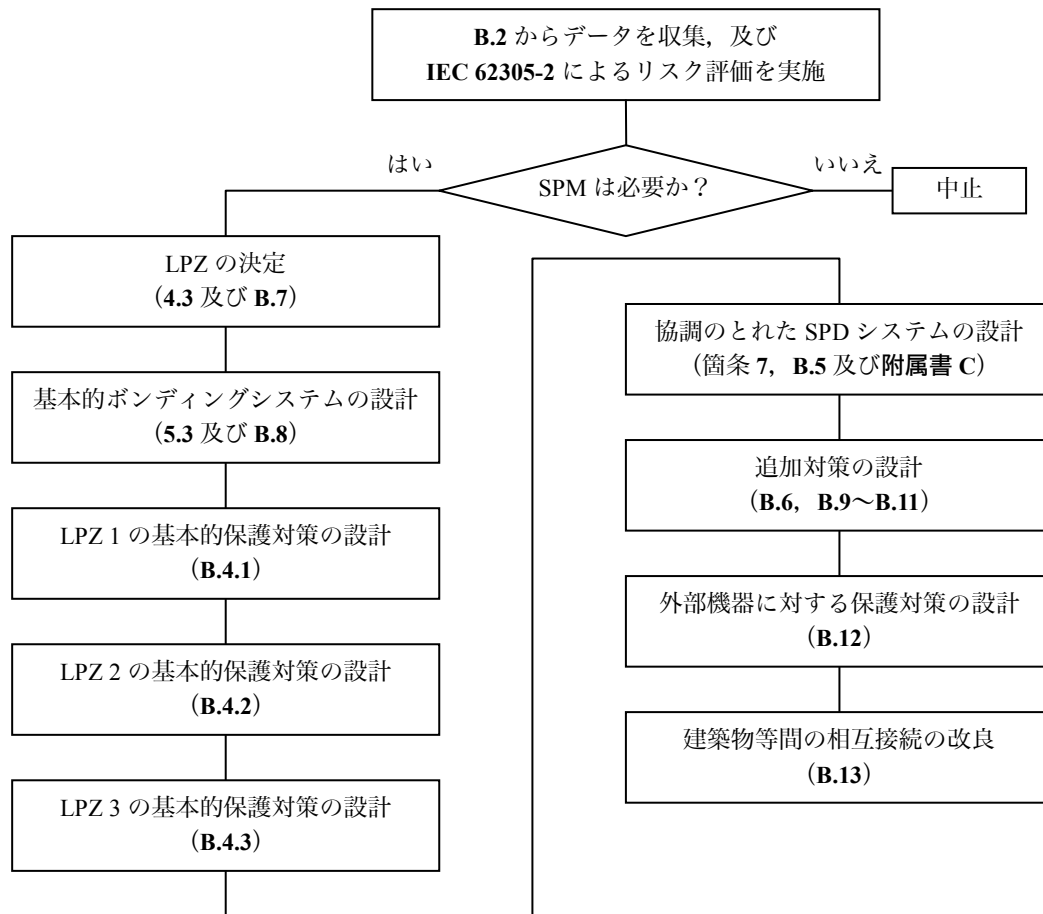 B.2 からデータを収集，及び
IEC 62305-2 によるリスク評価を実施
はい
SPM は必要か？
いいえ
中止
LPZ の決定
（4.3 及び B.7）
基本的ボンディングシステムの設計
（5.3 及び B.8）
LPZ 1 の基本的保護対策の設計
（B.4.1）
LPZ 2 の基本的保護対策の設計
（B.4.2）
LPZ 3 の基本的保護対策の設計
（B.4.3）
協調のとれた SPD システムの設計
（箇条 7，B.5 及び附属書 C）
追加対策の設計
（B.6，B.9～B.11）
外部機器に対する保護対策の設計
（B.12）
建築物等間の相互接続の改良
（B.13）